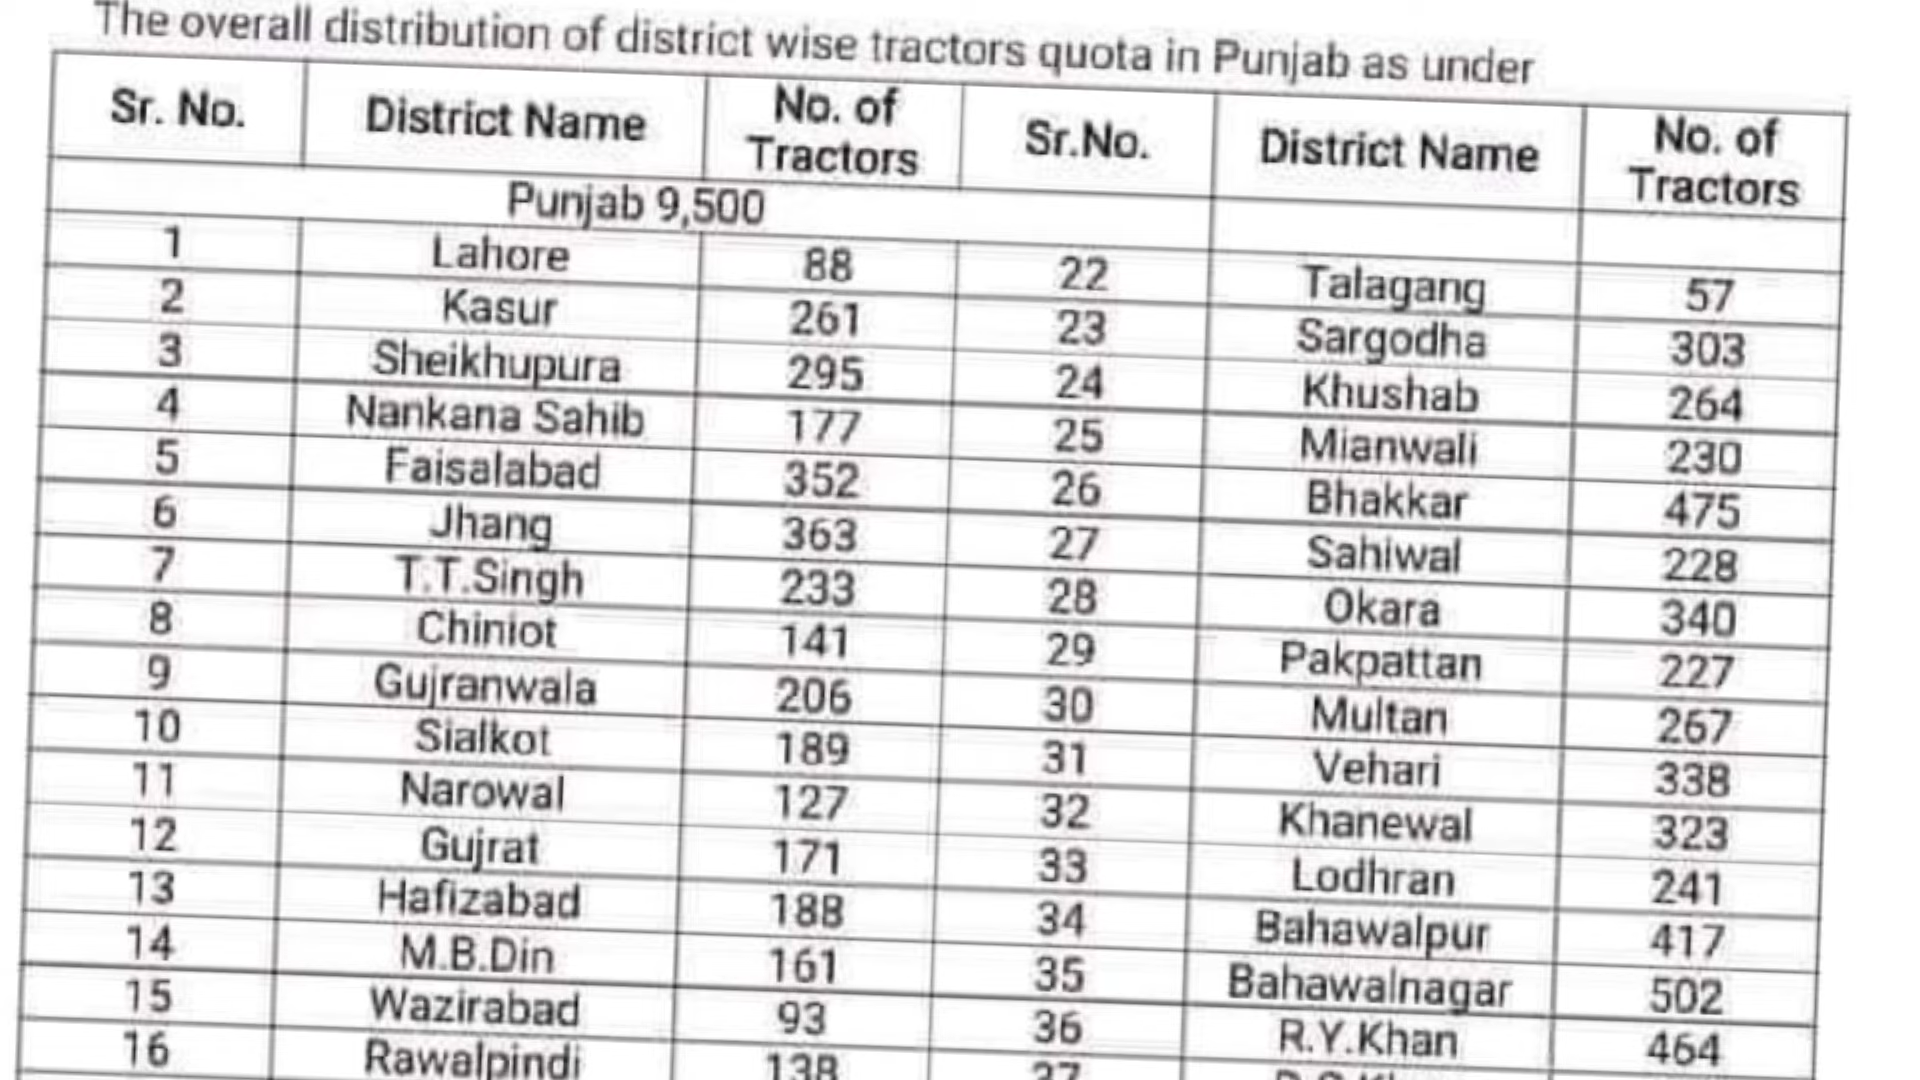 The overall distribution of district wise tractors quota in Punjab as under
Sr. No. District Name No. of Tractors Sr.No. District Name No. of Tractors
Punjab 9,500
1 Lahore 88 22 Talagang 57
2 Kasur 261 23 Sargodha 303
3 Sheikhupura 295 24 Khushab 264
4 Nankana Sahib 177 25 Mianwali 230
5 Faisalabad 352 26 Bhakkar 475
6 Jhang 363 27 Sahiwal 228
7 T.T.Singh 233 28 Okara 340
8 Chiniot 141 29 Pakpattan 227
9 Gujranwala 206 30 Multan 267
10 Sialkot 189 31 Vehari 338
11 Narowal 127 32 Khanewal 323
12 Gujrat 171 33 Lodhran 241
13 Hafizabad 188 34 Bahawalpur 417
14 M.B.Din 161 35 Bahawalnagar 502
15 Wazirabad 93 36 R.Y.Khan 464
16 Rawalpindi 138 37